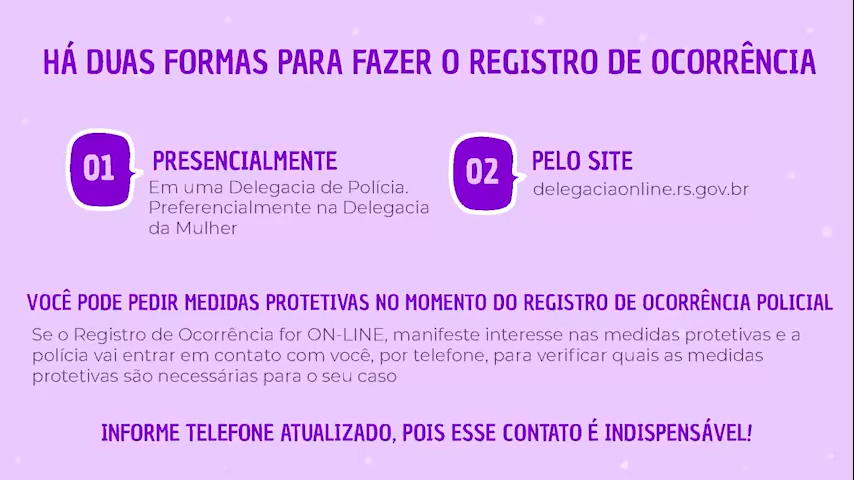 HÁ DUAS FORMAS PARA FAZER O REGISTRO DE OCORRÊNCIA
01
PRESENCIALMENTE
Em uma Delegacia de Polícia.
Preferencialmente na Delegacia
da Mulher
02
PELO SITE
delegaciaonline.rs.gov.br
VOCÊ PODE PEDIR MEDIDAS PROTETIVAS NO MOMENTO DO REGISTRO DE OCORRÊNCIA POLICIAL
Se o Registro de Ocorrência for ON-LINE, manifeste interesse nas medidas protetivas e a
polícia vai entrar em contato com você, por telefone, para verificar quais as medidas
protetivas são necessárias para o seu caso
INFORME TELEFONE ATUALIZADO, POIS ESSE CONTATO É INDISPENSÁVEL!